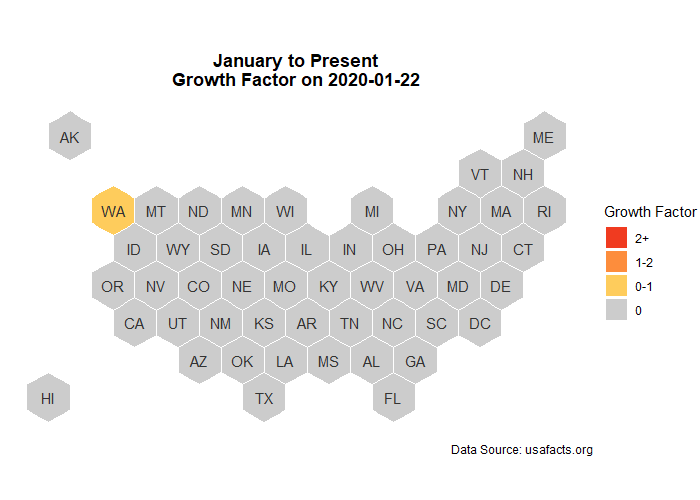 January to Present
Growth Factor on 2020-01-22
AK
ME
VT NH
WA MT ND MN WI MI NY MA RI
Growth Factor
ID WY SD IA IL IN OH PA NJ CT
2+
1-2
OR NV CO NE MO KY WV VA MD DE
0-1
0
CA UT NM KS AR TN NC SC DC
AZ OK LA MS AL GA
HI TX FL
Data Source: usafacts.org